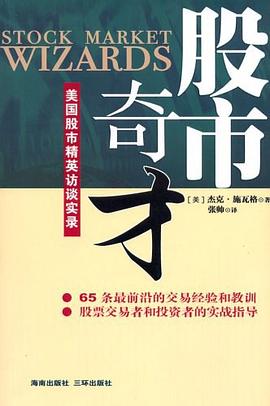 STOCK MARKET
WIZARDS
股市
奇才
美国股市精英访谈实录
[美] 杰克·施瓦格 著
张帅 译
● 65 条最前沿的交易经验和教训
● 股票交易者和投资者的实战指导
海南出版社 三环出版社